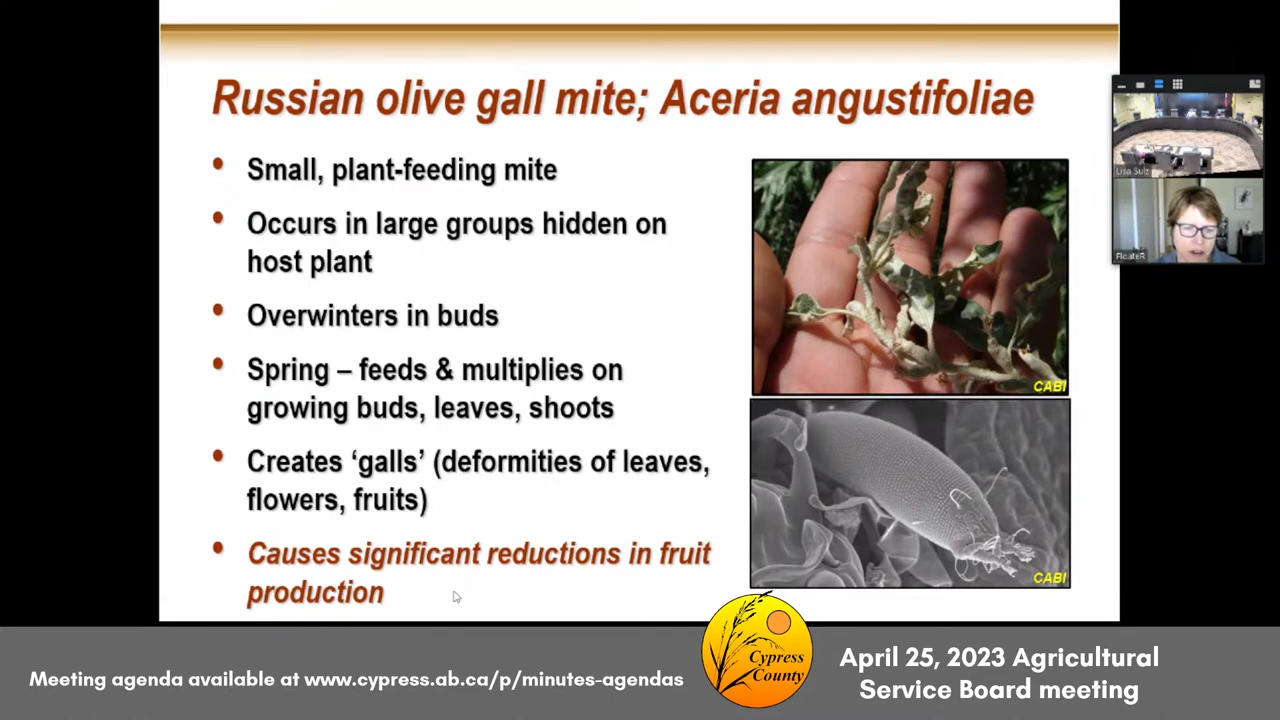 Russian olive gall mite; Aceria angustifoliae
• Small, plant-feeding mite
• Occurs in large groups hidden on
host plant
• Overwinters in buds
• Spring – feeds & multiplies on
growing buds, leaves, shoots
• Creates ‘galls’ (deformities of leaves,
flowers, fruits)
• Causes significant reductions in fruit
production
CABI
CABI
Lisa Sulz
FloateR
Meeting agenda available at www.cypress.ab.ca/p/minutes-agendas
Cypress
County
April 25, 2023 Agricultural
Service Board meeting